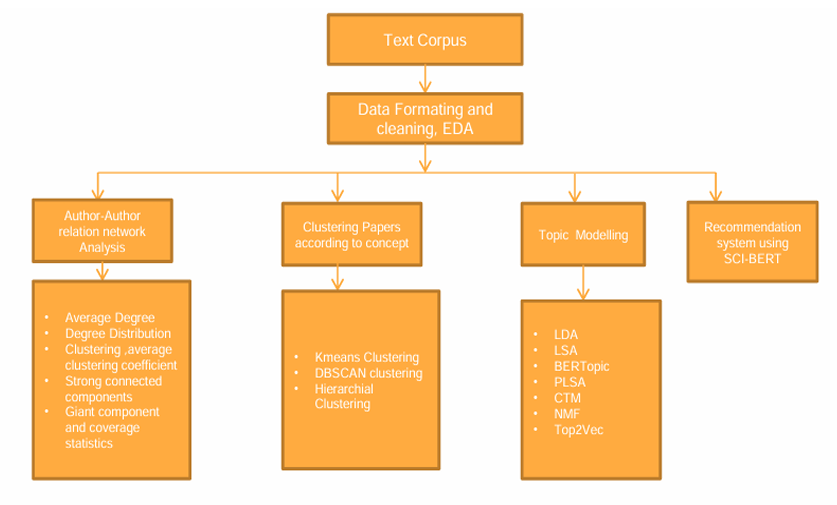 Text Corpus
Data Formating and
cleaning, EDA
Author-Author
relation network
Analysis
Clustering Papers
according to concept
Topic Modelling
Recommendation
system using
SCI-BERT
• Average Degree
• Degree Distribution
• Clustering ,average
clustering coefficient
• Strong connected
components
• Giant component
and coverage
statistics
• Kmeans Clustering
• DBSCAN clustering
• Hierarchial
Clustering
• LDA
• LSA
• BERTopic
• PLSA
• CTM
• NMF
• Top2Vec